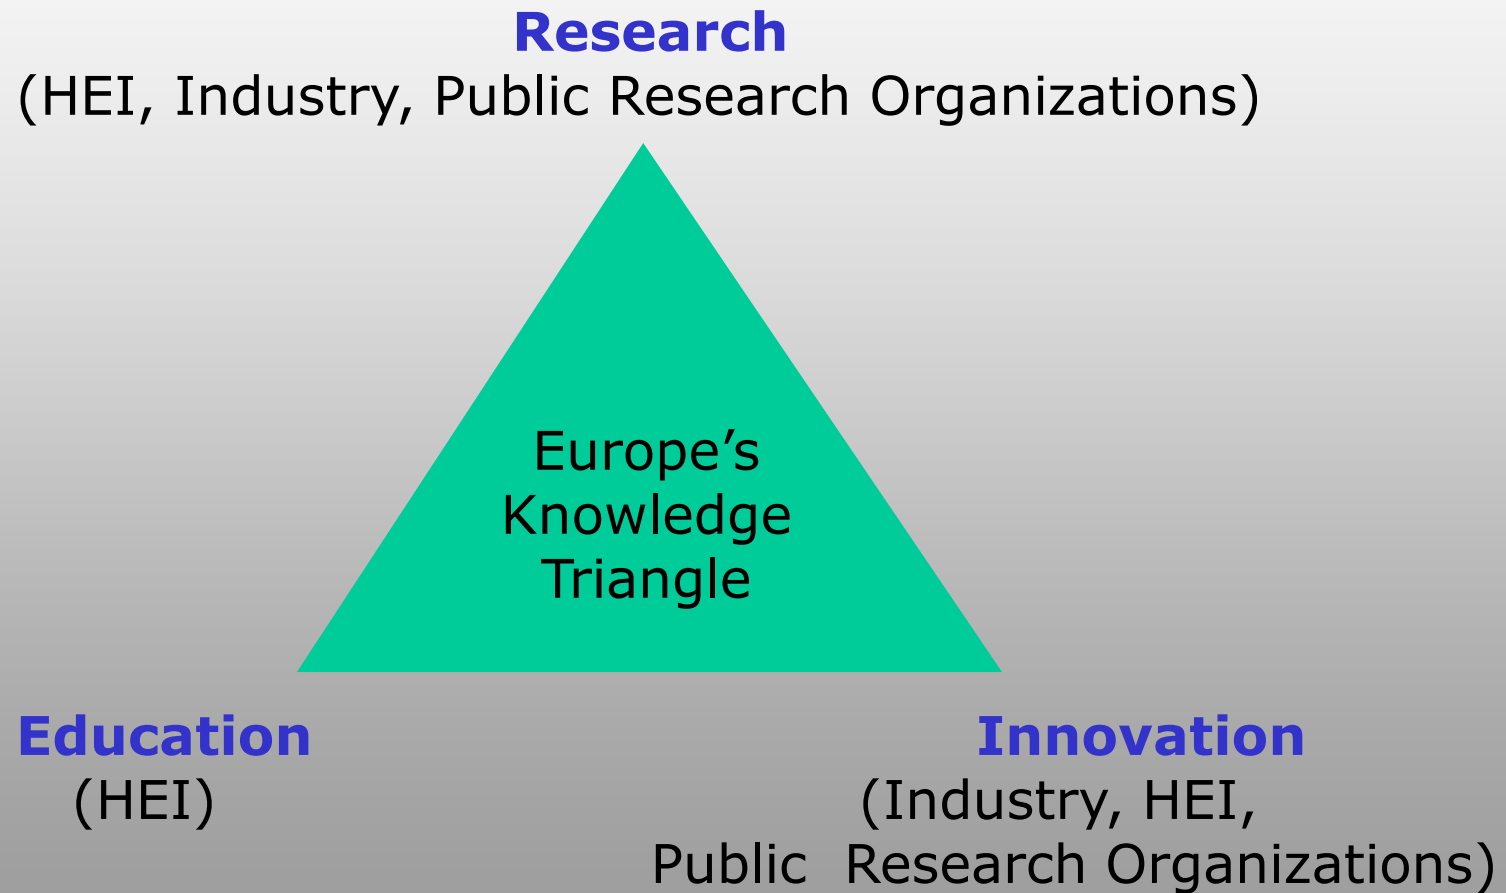 Research
(HEI, Industry, Public Research Organizations)
Europe’s
Knowledge
Triangle
Education
(HEI)
Innovation
(Industry, HEI,
Public Research Organizations)